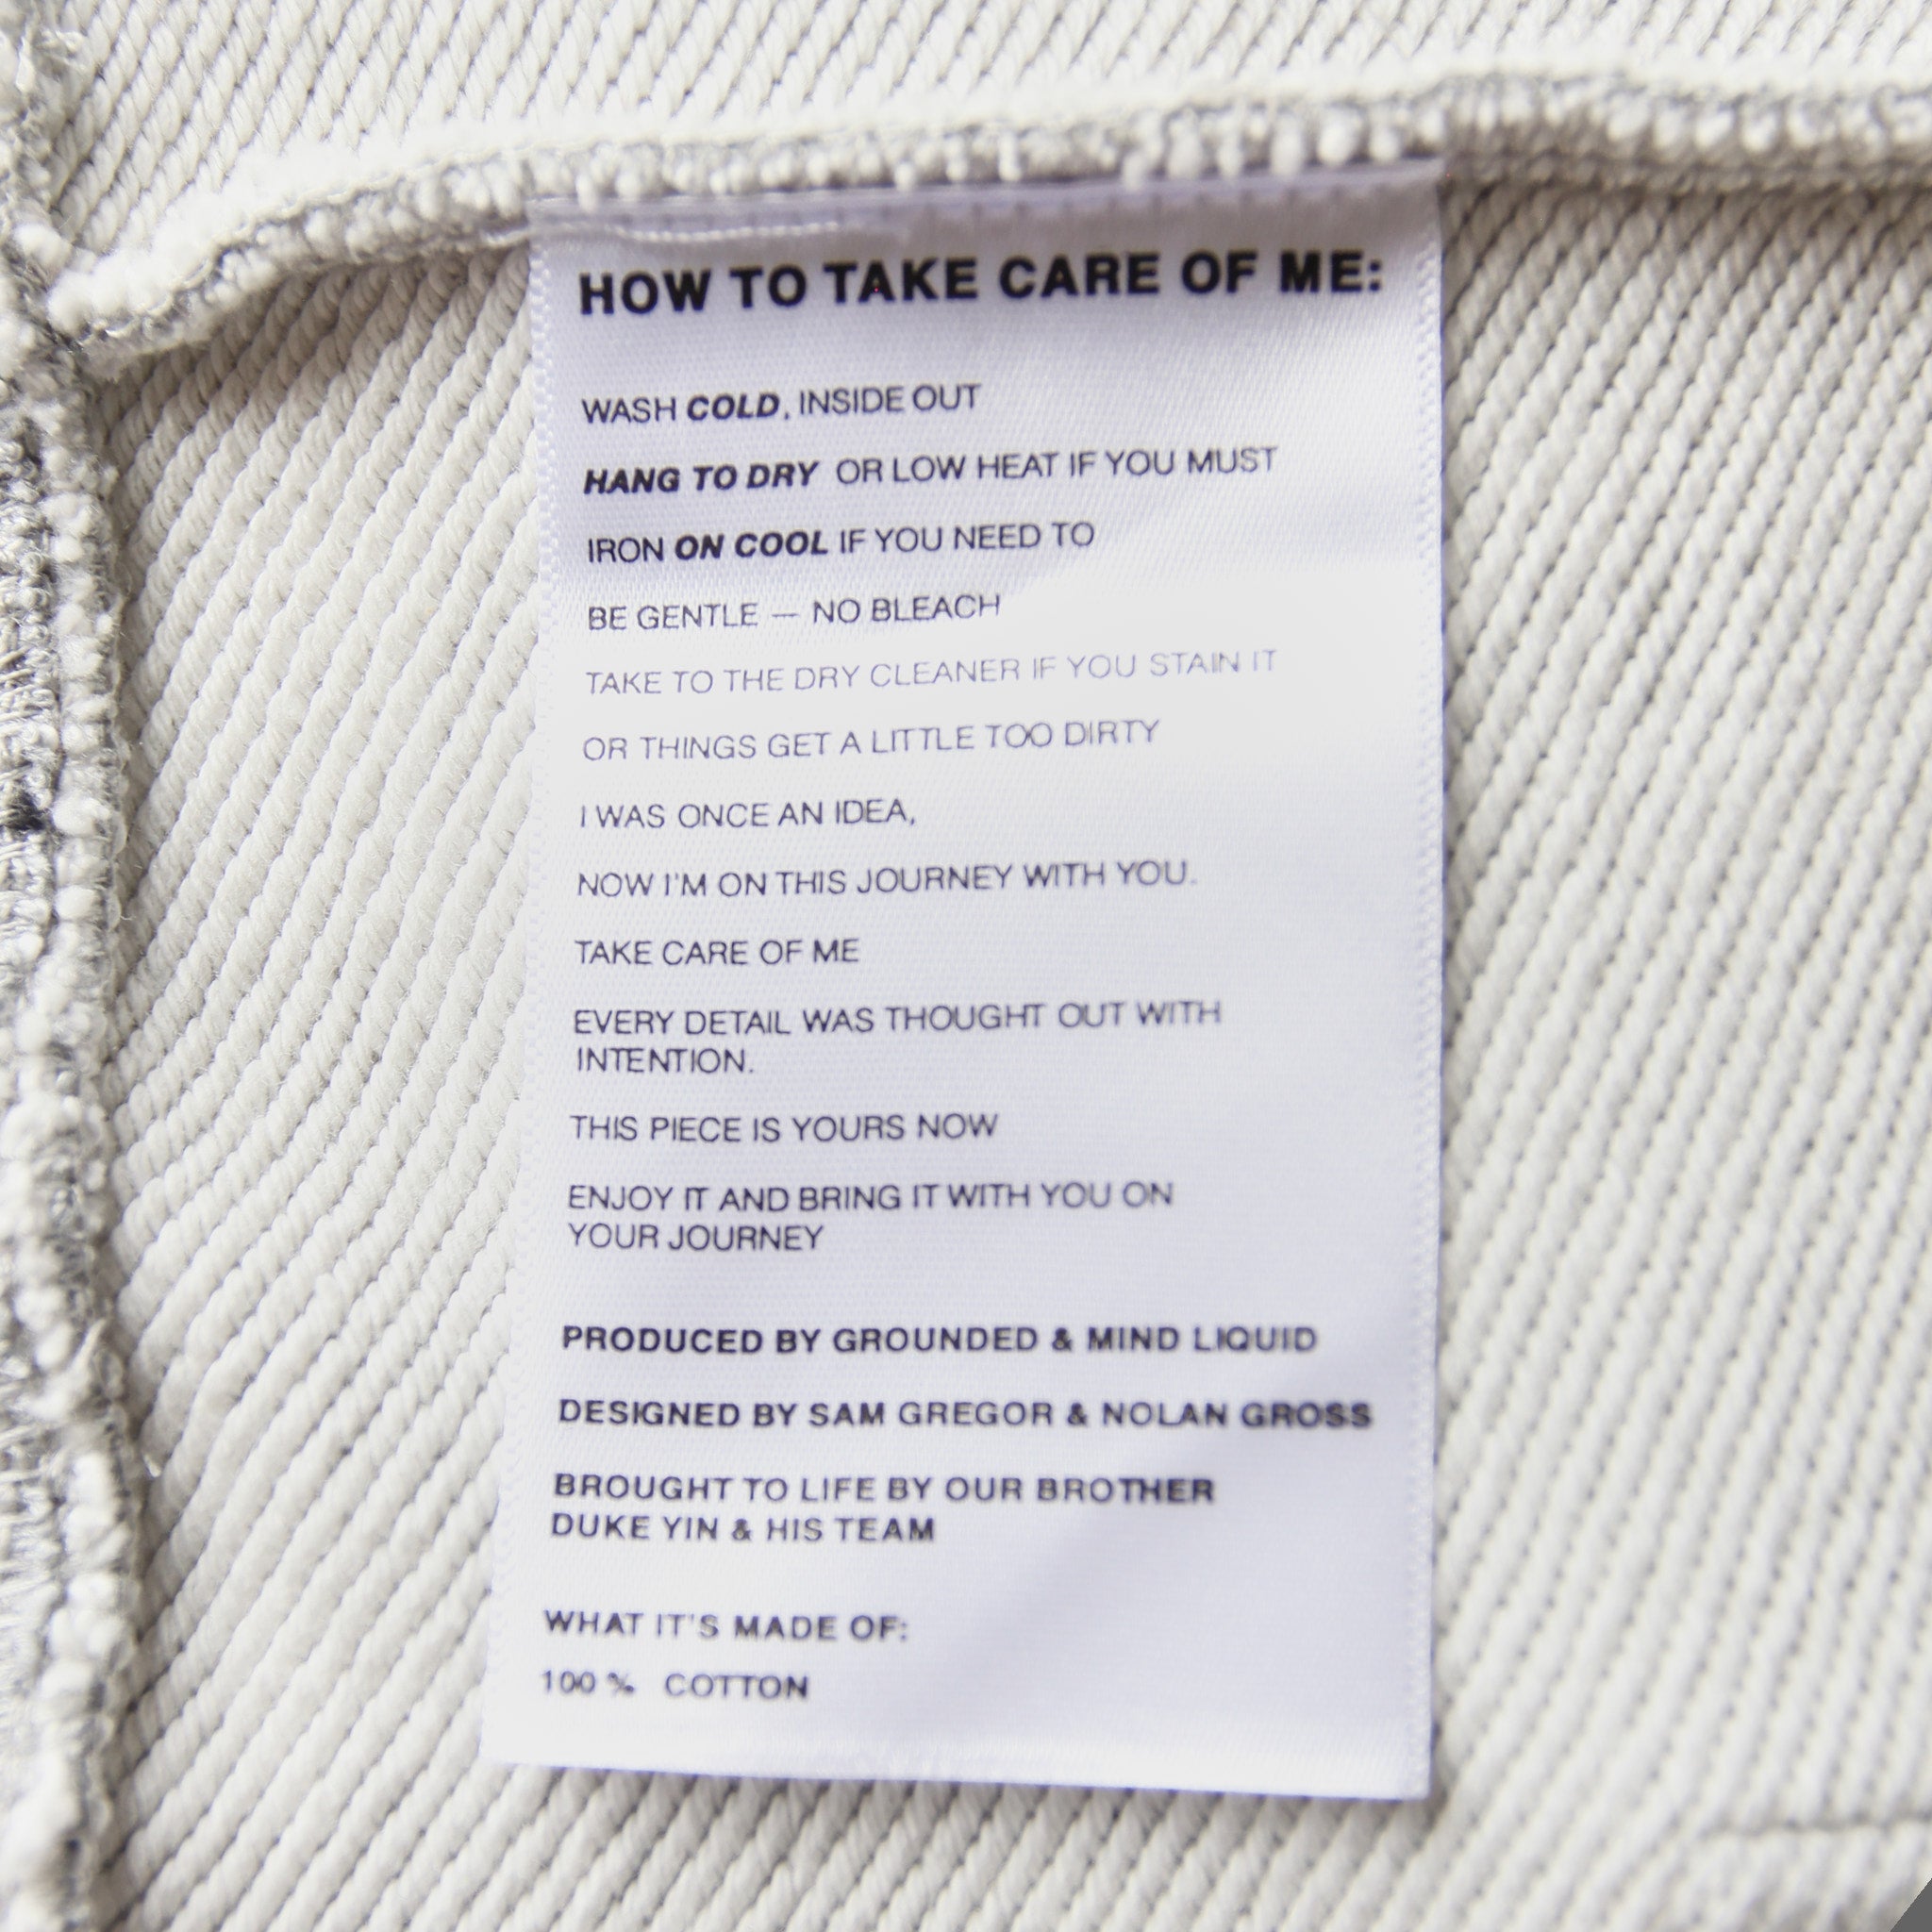 HOW TO TAKE CARE OF ME:
WASH COLD, INSIDE OUT
HANG TO DRY OR LOW HEAT IF YOU MUST
IRON ON COOL IF YOU NEED TO
BE GENTLE — NO BLEACH
TAKE TO THE DRY CLEANER IF YOU STAIN IT
OR THINGS GET A LITTLE TOO DIRTY
I WAS ONCE AN IDEA,
NOW I'M ON THIS JOURNEY WITH YOU.
TAKE CARE OF ME
EVERY DETAIL WAS THOUGHT OUT WITH
INTENTION.
THIS PIECE IS YOURS NOW
ENJOY IT AND BRING IT WITH YOU ON
YOUR JOURNEY
PRODUCED BY GROUNDED & MIND LIQUID
DESIGNED BY SAM GREGOR & NOLAN GROSS
BROUGHT TO LIFE BY OUR BROTHER
DUKE YIN & HIS TEAM
WHAT IT'S MADE OF:
100 % COTTON